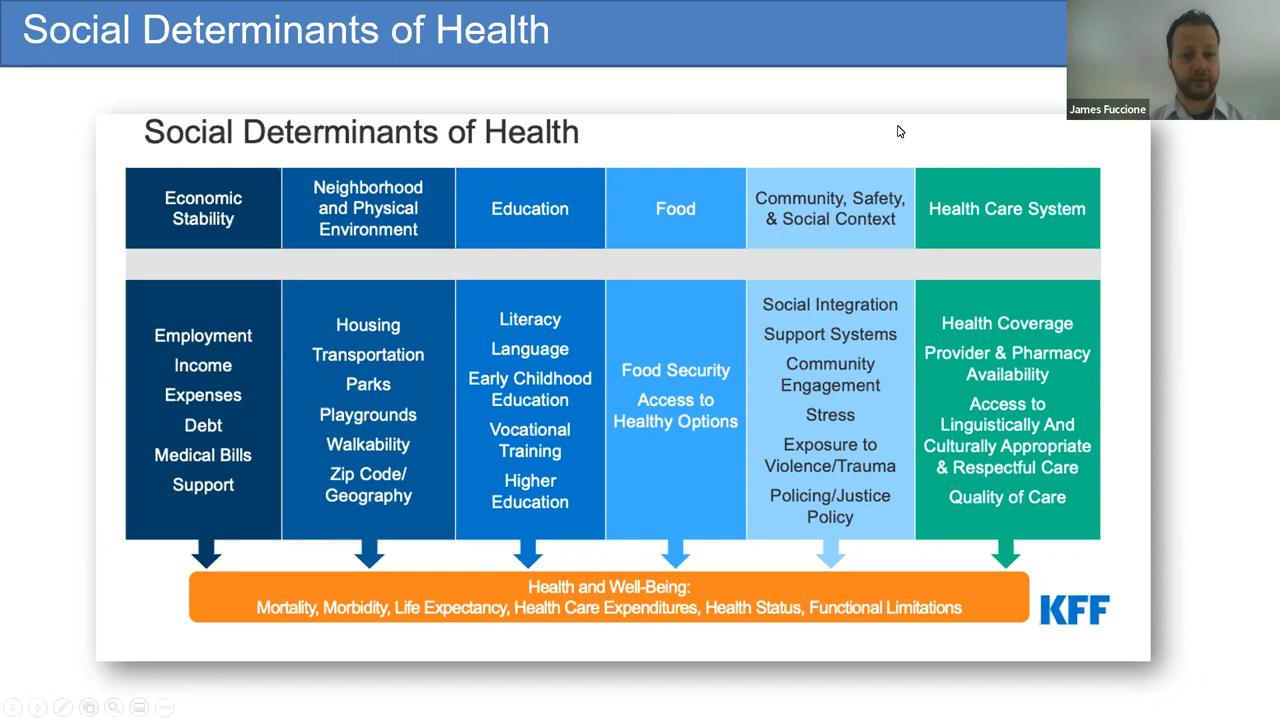 Social Determinants of Health
James Fuccione
Social Determinants of Health
Economic
Stability
Neighborhood
and Physical
Environment
Education
Food
Community, Safety,
& Social Context
Health Care System
Employment
Income
Expenses
Debt
Medical Bills
Support
Housing
Transportation
Parks
Playgrounds
Walkability
Zip Code/
Geography
Literacy
Language
Early Childhood
Education
Vocational
Training
Higher
Education
Food Security
Access to
Healthy Options
Social Integration
Support Systems
Community
Engagement
Stress
Exposure to
Violence/Trauma
Policing/Justice
Policy
Health Coverage
Provider & Pharmacy
Availability
Access to
Linguistically And
Culturally Appropriate
& Respectful Care
Quality of Care
Health and Well-Being:
Mortality, Morbidity, Life Expectancy, Health Care Expenditures, Health Status, Functional Limitations
KFF